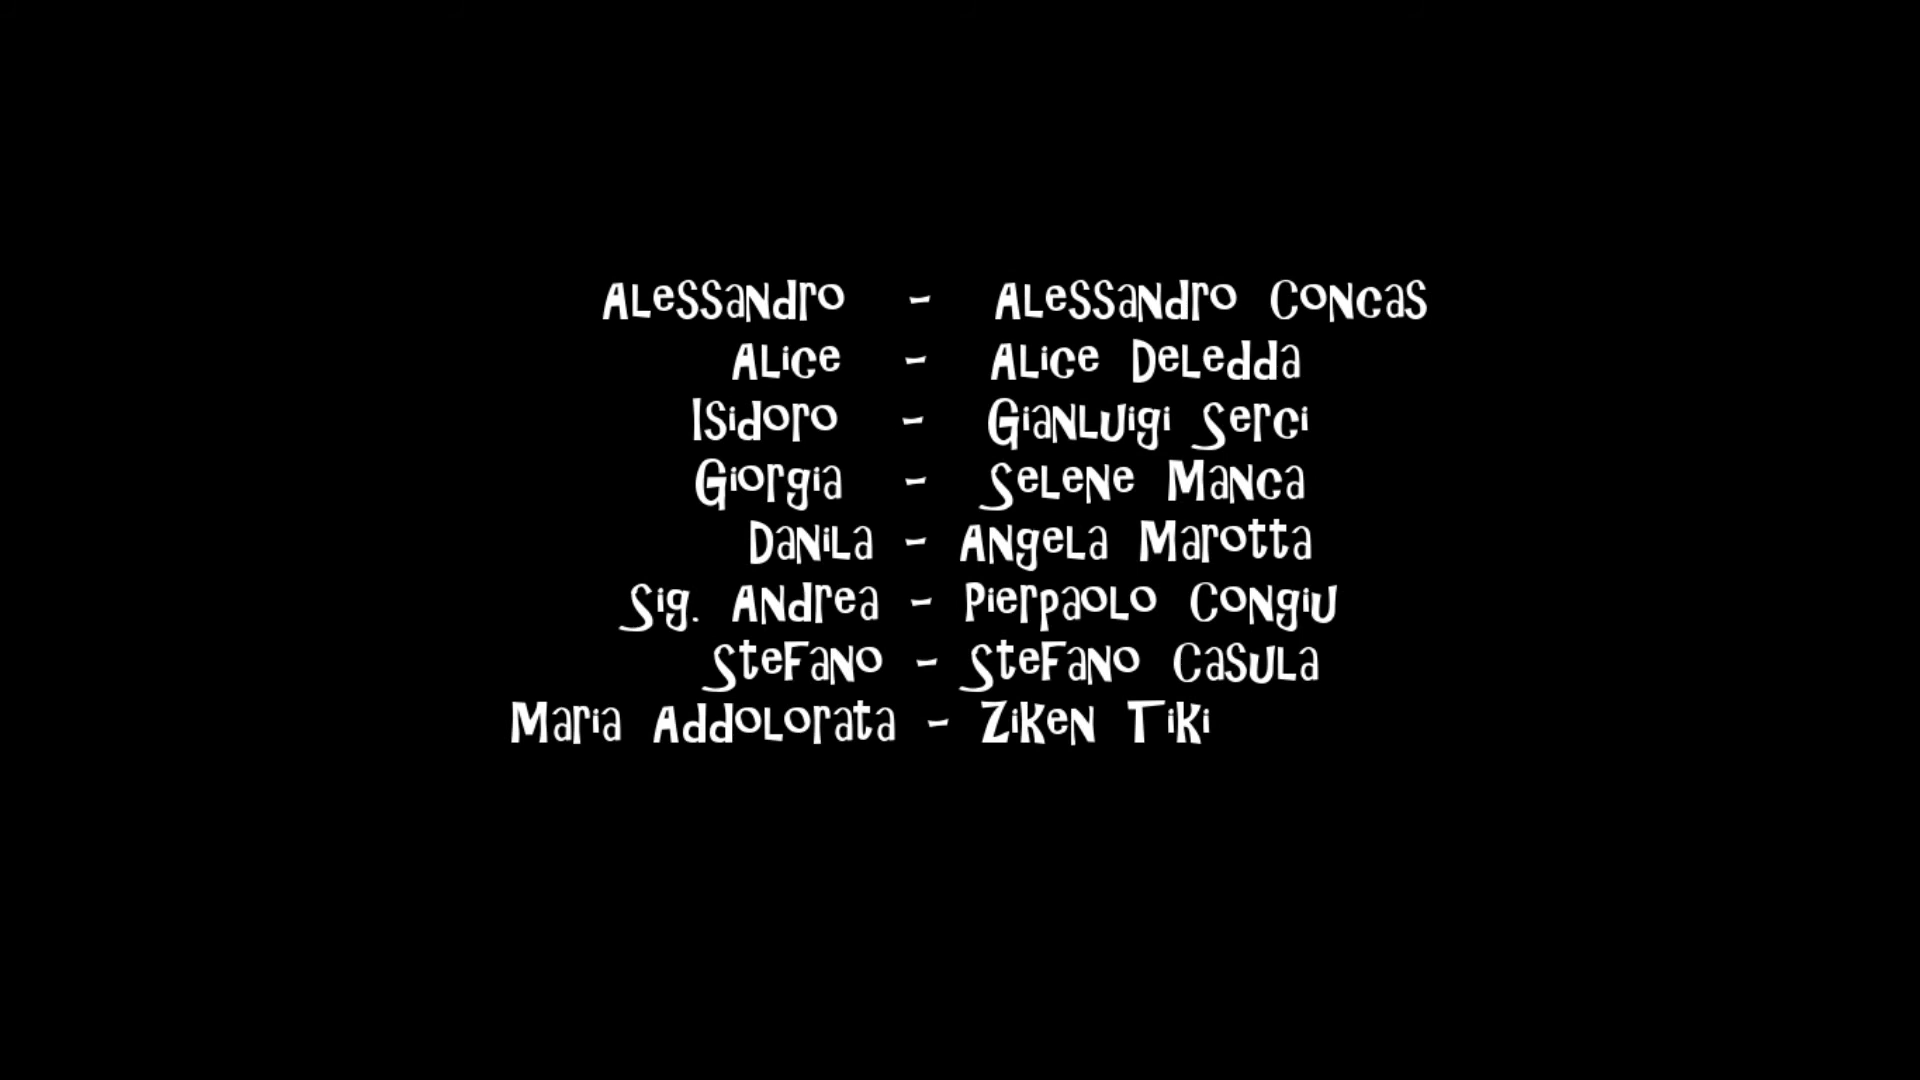 Alessandro - Alessandro Concas
Alice - Alice Deledda
Isidoro - Gianluigi Serci
Giorgia - Selene Manca
Danila - Angela Marotta
Sig. Andrea - Pierpaolo Congiu
Stefano - Stefano Casula
Maria Addolorata - Ziken Tiki